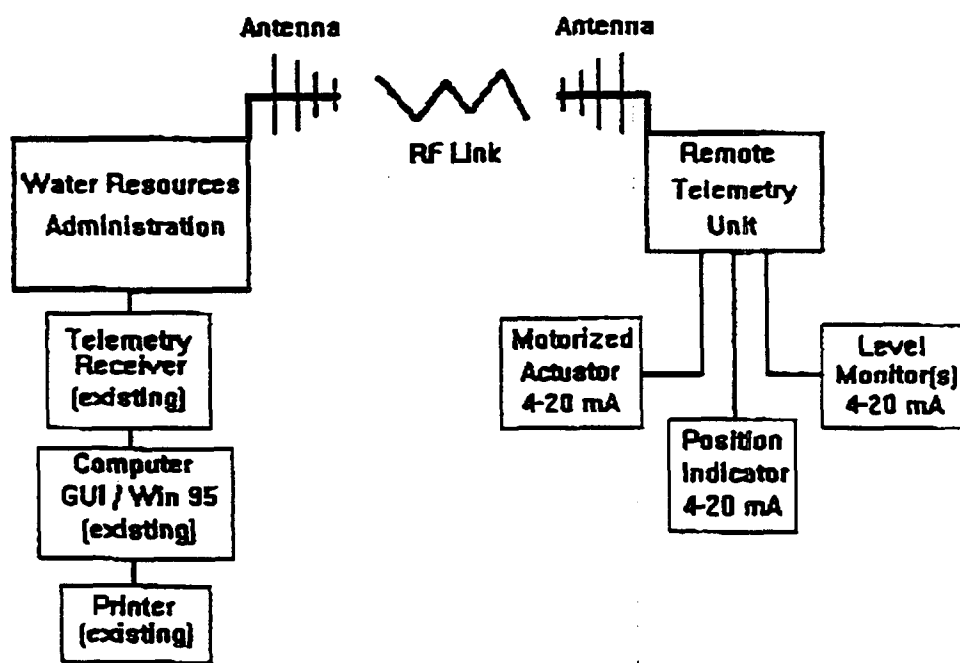 Antenna
Antenna
RF Link
Water Resources
Administration
Remote
Telemetry
Unit
Telemetry
Receiver
(existing)
Computer
GUI / Win 95
(existing)
Printer
(existing)
Motorized
Actuator
4-20 mA
Position
Indicator
4-20 mA
Level
Monitor(s)
4-20 mA